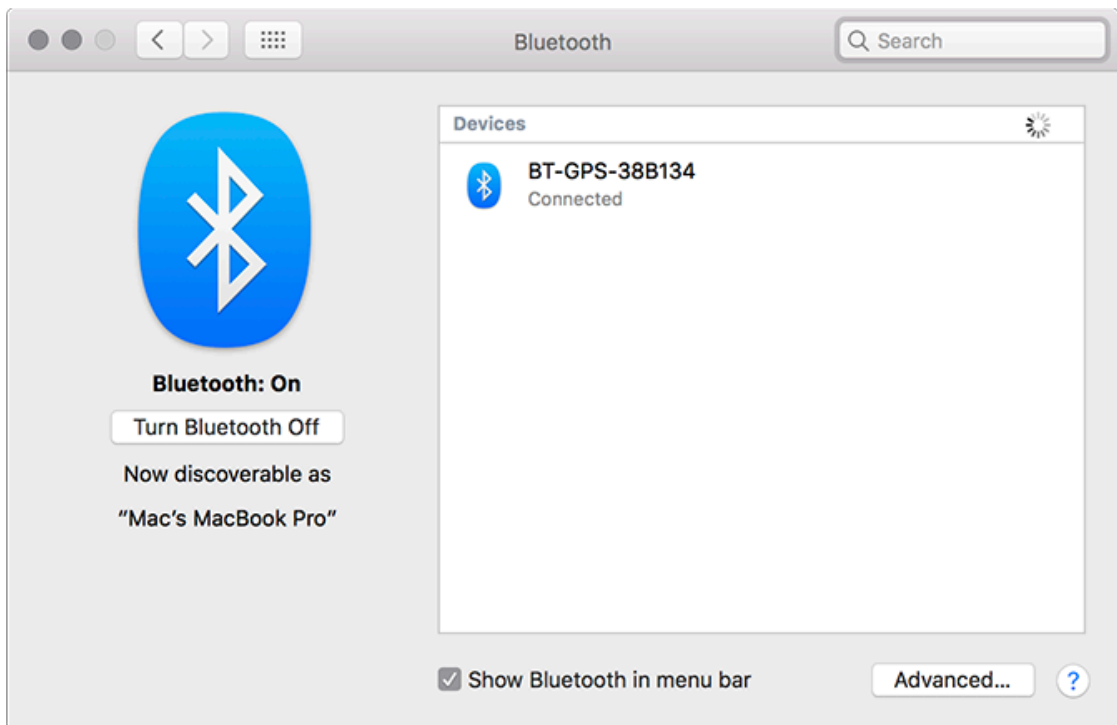 Bluetooth
Search
Devices
BT-GPS-38B134
Connected
Bluetooth: On
Turn Bluetooth Off
Now discoverable as
“Mac’s MacBook Pro”
Show Bluetooth in menu bar
Advanced...
?